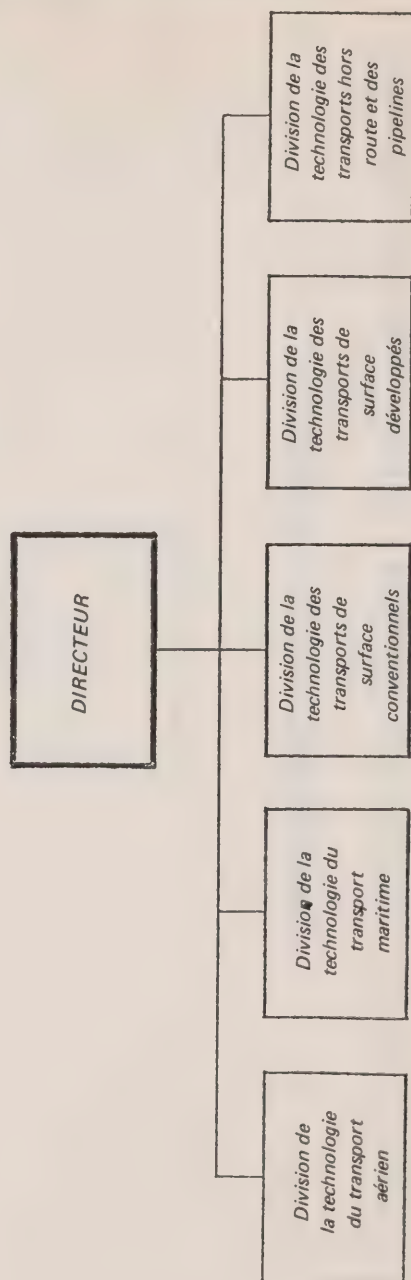 DIRECTEUR
Division de
la technologie
du transport
aérien
Division de la
technologie du
transport
maritime
Division de la
technologie des
transports de
surface
conventionnels
Division de la
technologie des
transports de
surface
développés
Division de la
technologie des
transports hors
route et des
pipelines